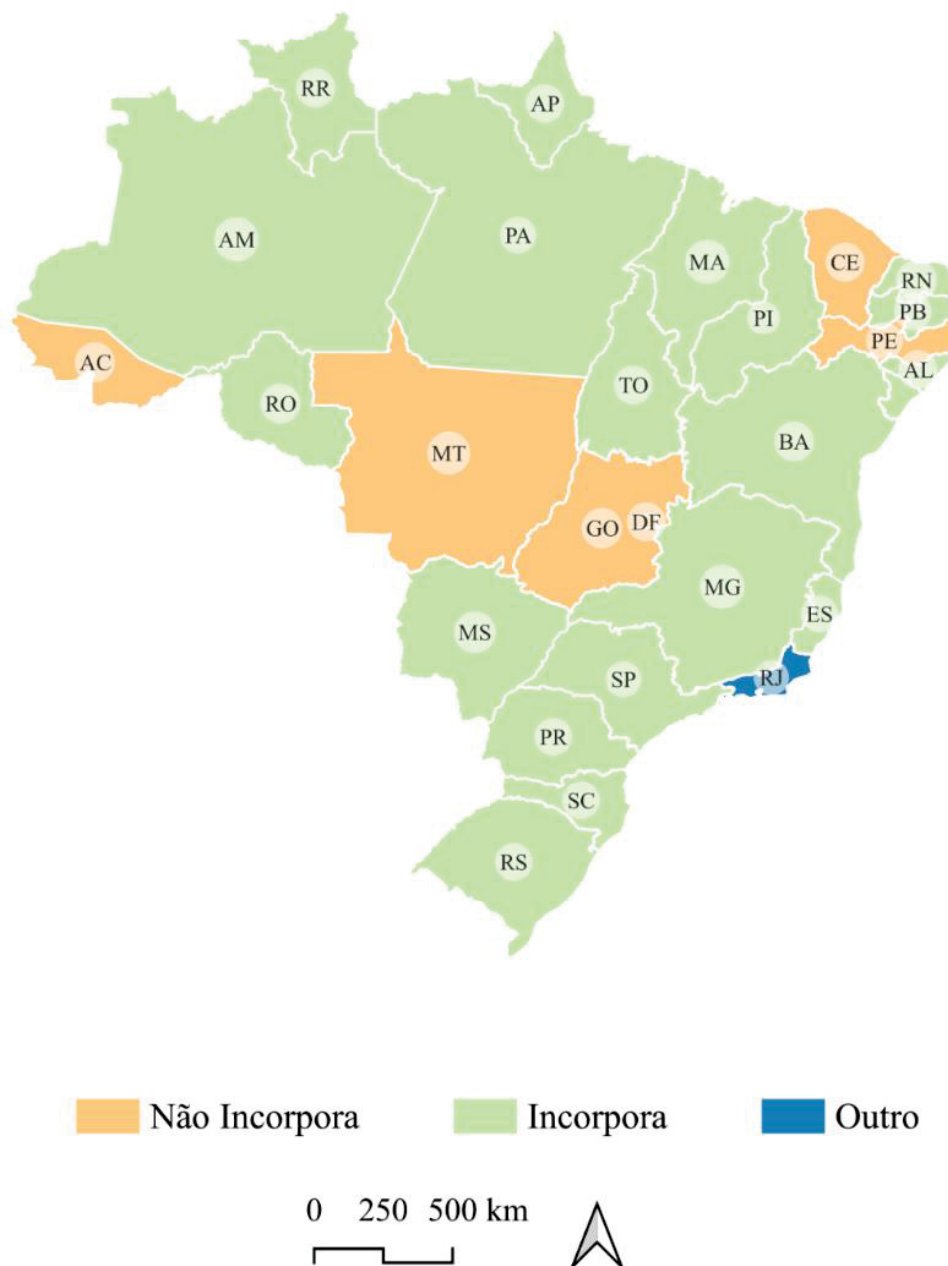 RR
AP
AM
PA
MA
CE
RN
PI
PB
PE
AC
AL
TO
RO
BA
MT
DF
GO
MG
ES
MS
SP
RJ
PR
SC
RS
Não Incorpora
Incorpora
Outro
0 250 500 km